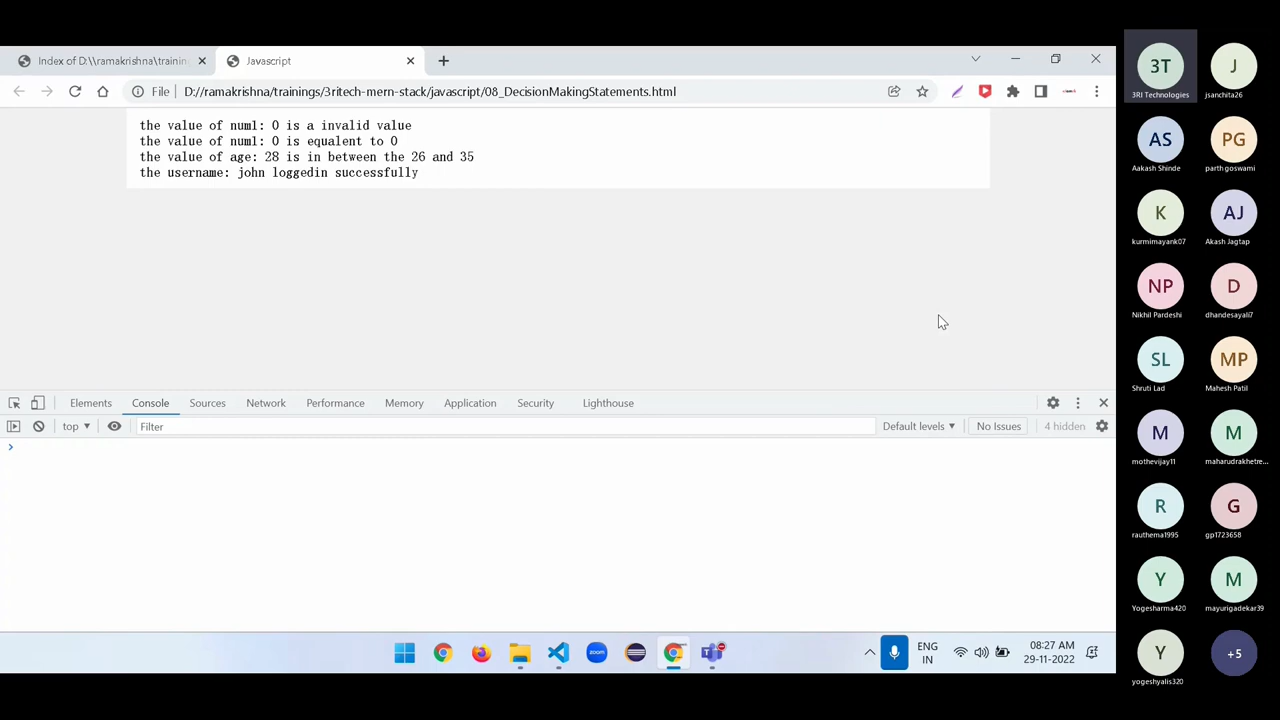 Index of D:\\ramakrishna\trainin
Javascript
File
D://ramakrishna/trainings/3ritech-mern-stack/javascript/08_DecisionMakingStatements.html
the value of num1: 0 is a invalid value
the value of num1: 0 is equalent to 0
the value of age: 28 is in between the 26 and 35
the username: john loggedin successfully
Elements
Console
Sources
Network
Performance
Memory
Application
Security
Lighthouse
top
Filter
Default levels
No Issues
4 hidden
zoom
ENG
IN
08:27 AM
29-11-2022
3T
3RI Technologies
J
jsanchita26
AS
Aakash Shinde
PG
parth goswami
K
kurmimayank07
AJ
Akash Jagtap
NP
Nikhil Pardeshi
D
dhandesayali7
SL
Shruti Lad
MP
Mahesh Patil
M
mothevijay11
M
maharudrakhetre...
R
rauthema1995
G
gp1723658
Y
Yogesharma420
M
mayurigadekar39
Y
yogeshyalis320
+5